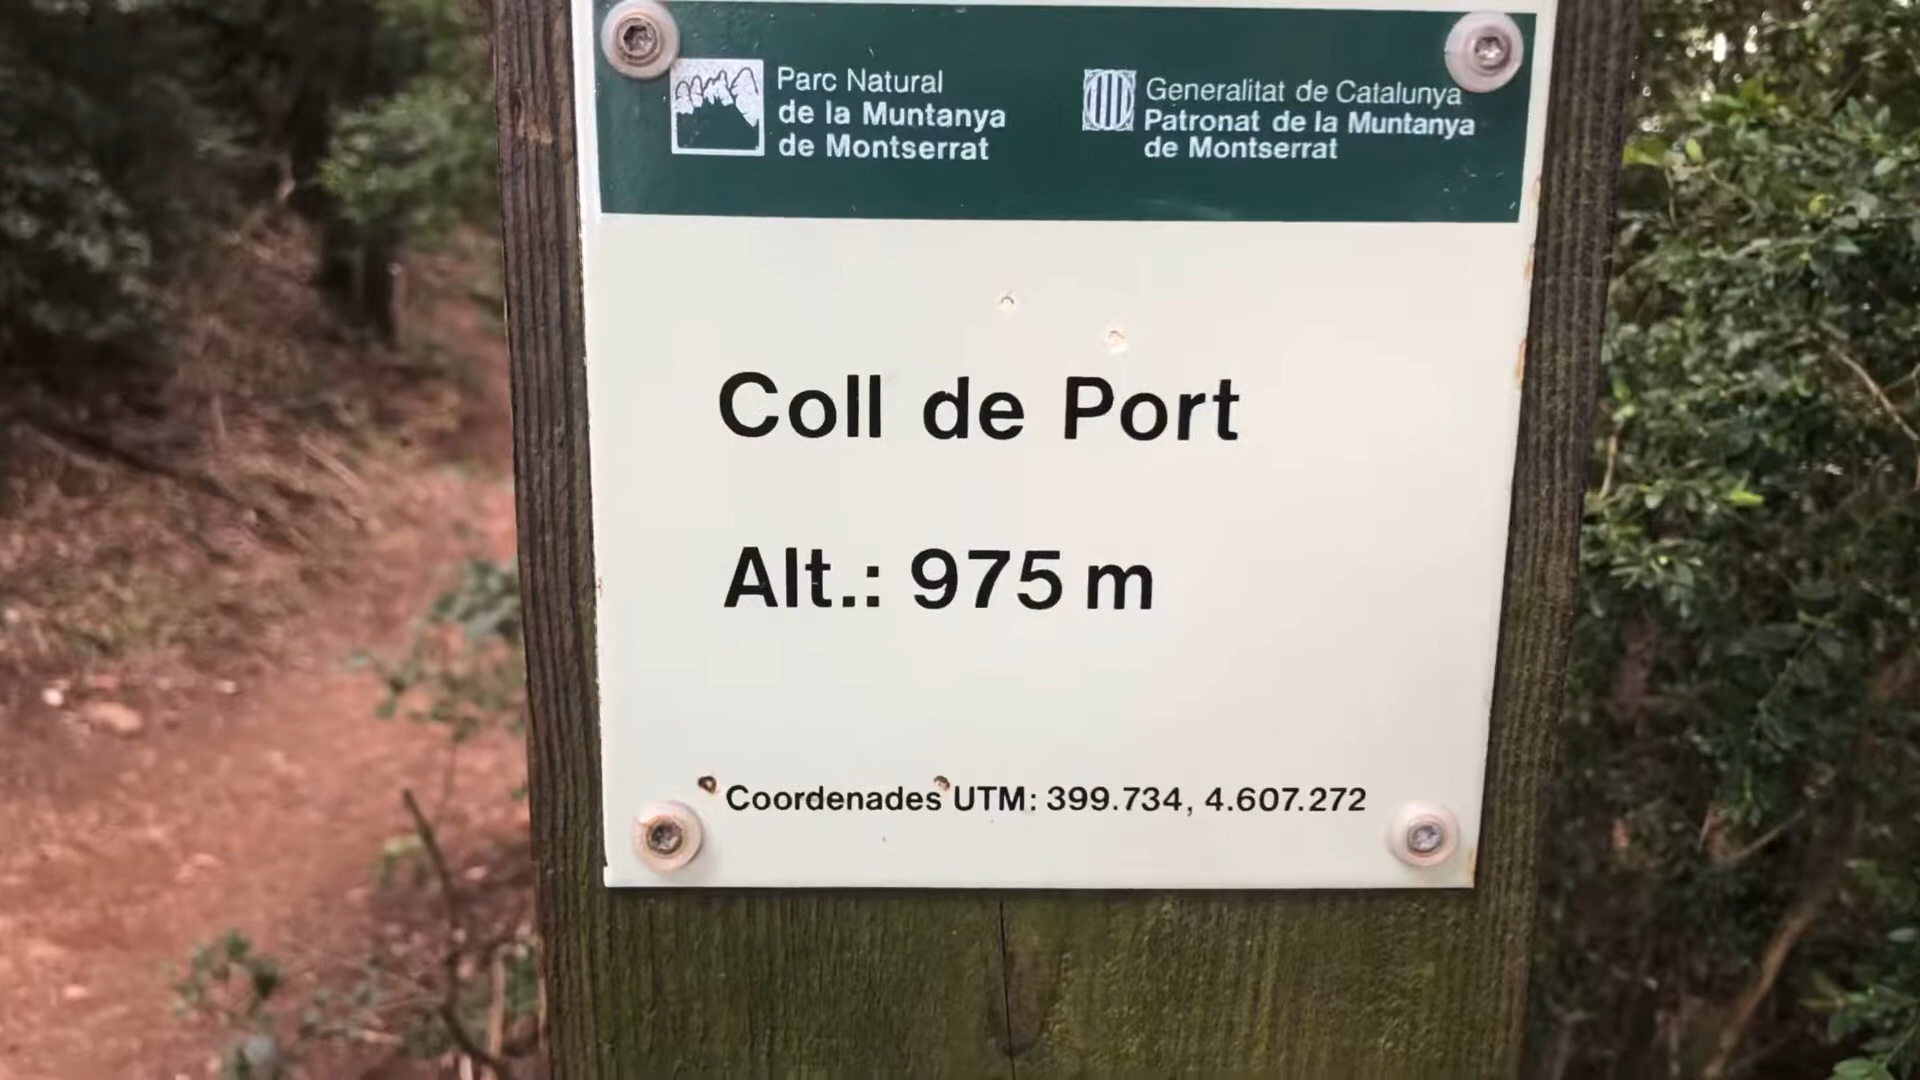 Parc Natural
de la Muntanya
de Montserrat
Generalitat de Catalunya
Patronat de la Muntanya
de Montserrat
Coll de Port
Alt.: 975 m
Coordenades UTM: 399.734, 4.607.272